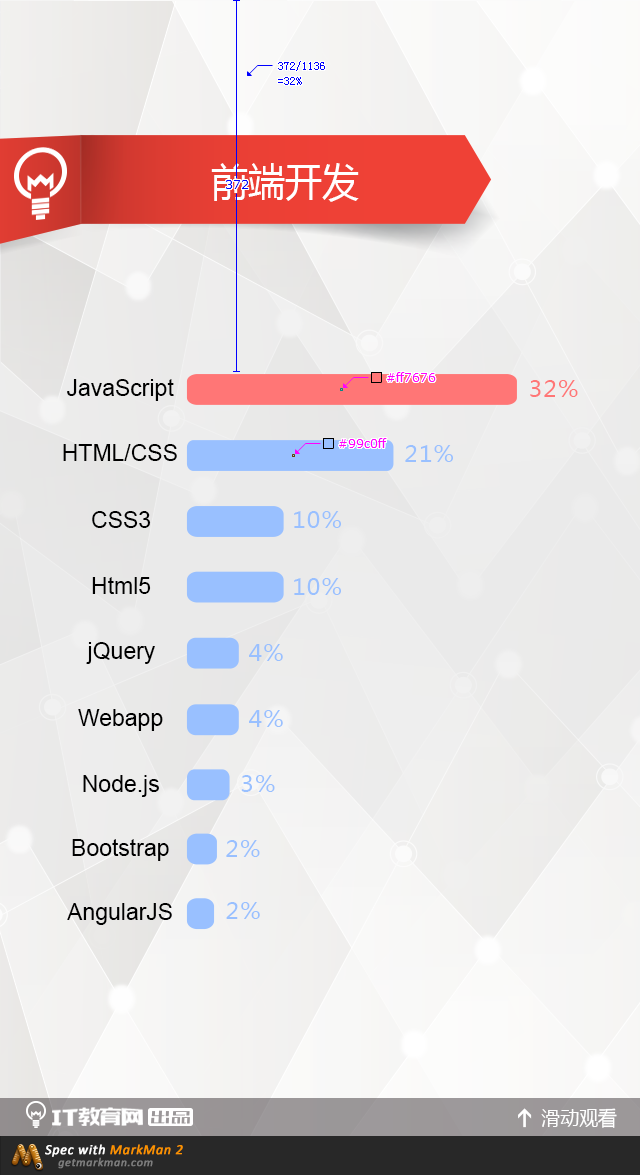 372/1136
=32%
前端开发
372
JavaScript 32%
#ff7676
HTML/CSS 21%
#99c0ff
CSS3 10%
Html5 10%
jQuery 4%
Webapp 4%
Node.js 3%
Bootstrap 2%
AngularJS 2%
IT教育网 出品
滑动观看
Spec with MarkMan 2
getmarkman.com